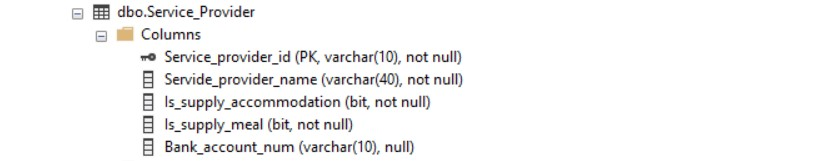 dbo.Service_Provider
Columns
Service_provider_id (PK, varchar(10), not null)
Servide_provider_name (varchar(40), not null)
Is_supply_accommodation (bit, not null)
Is_supply_meal (bit, not null)
Bank_account_num (varchar(10), null)